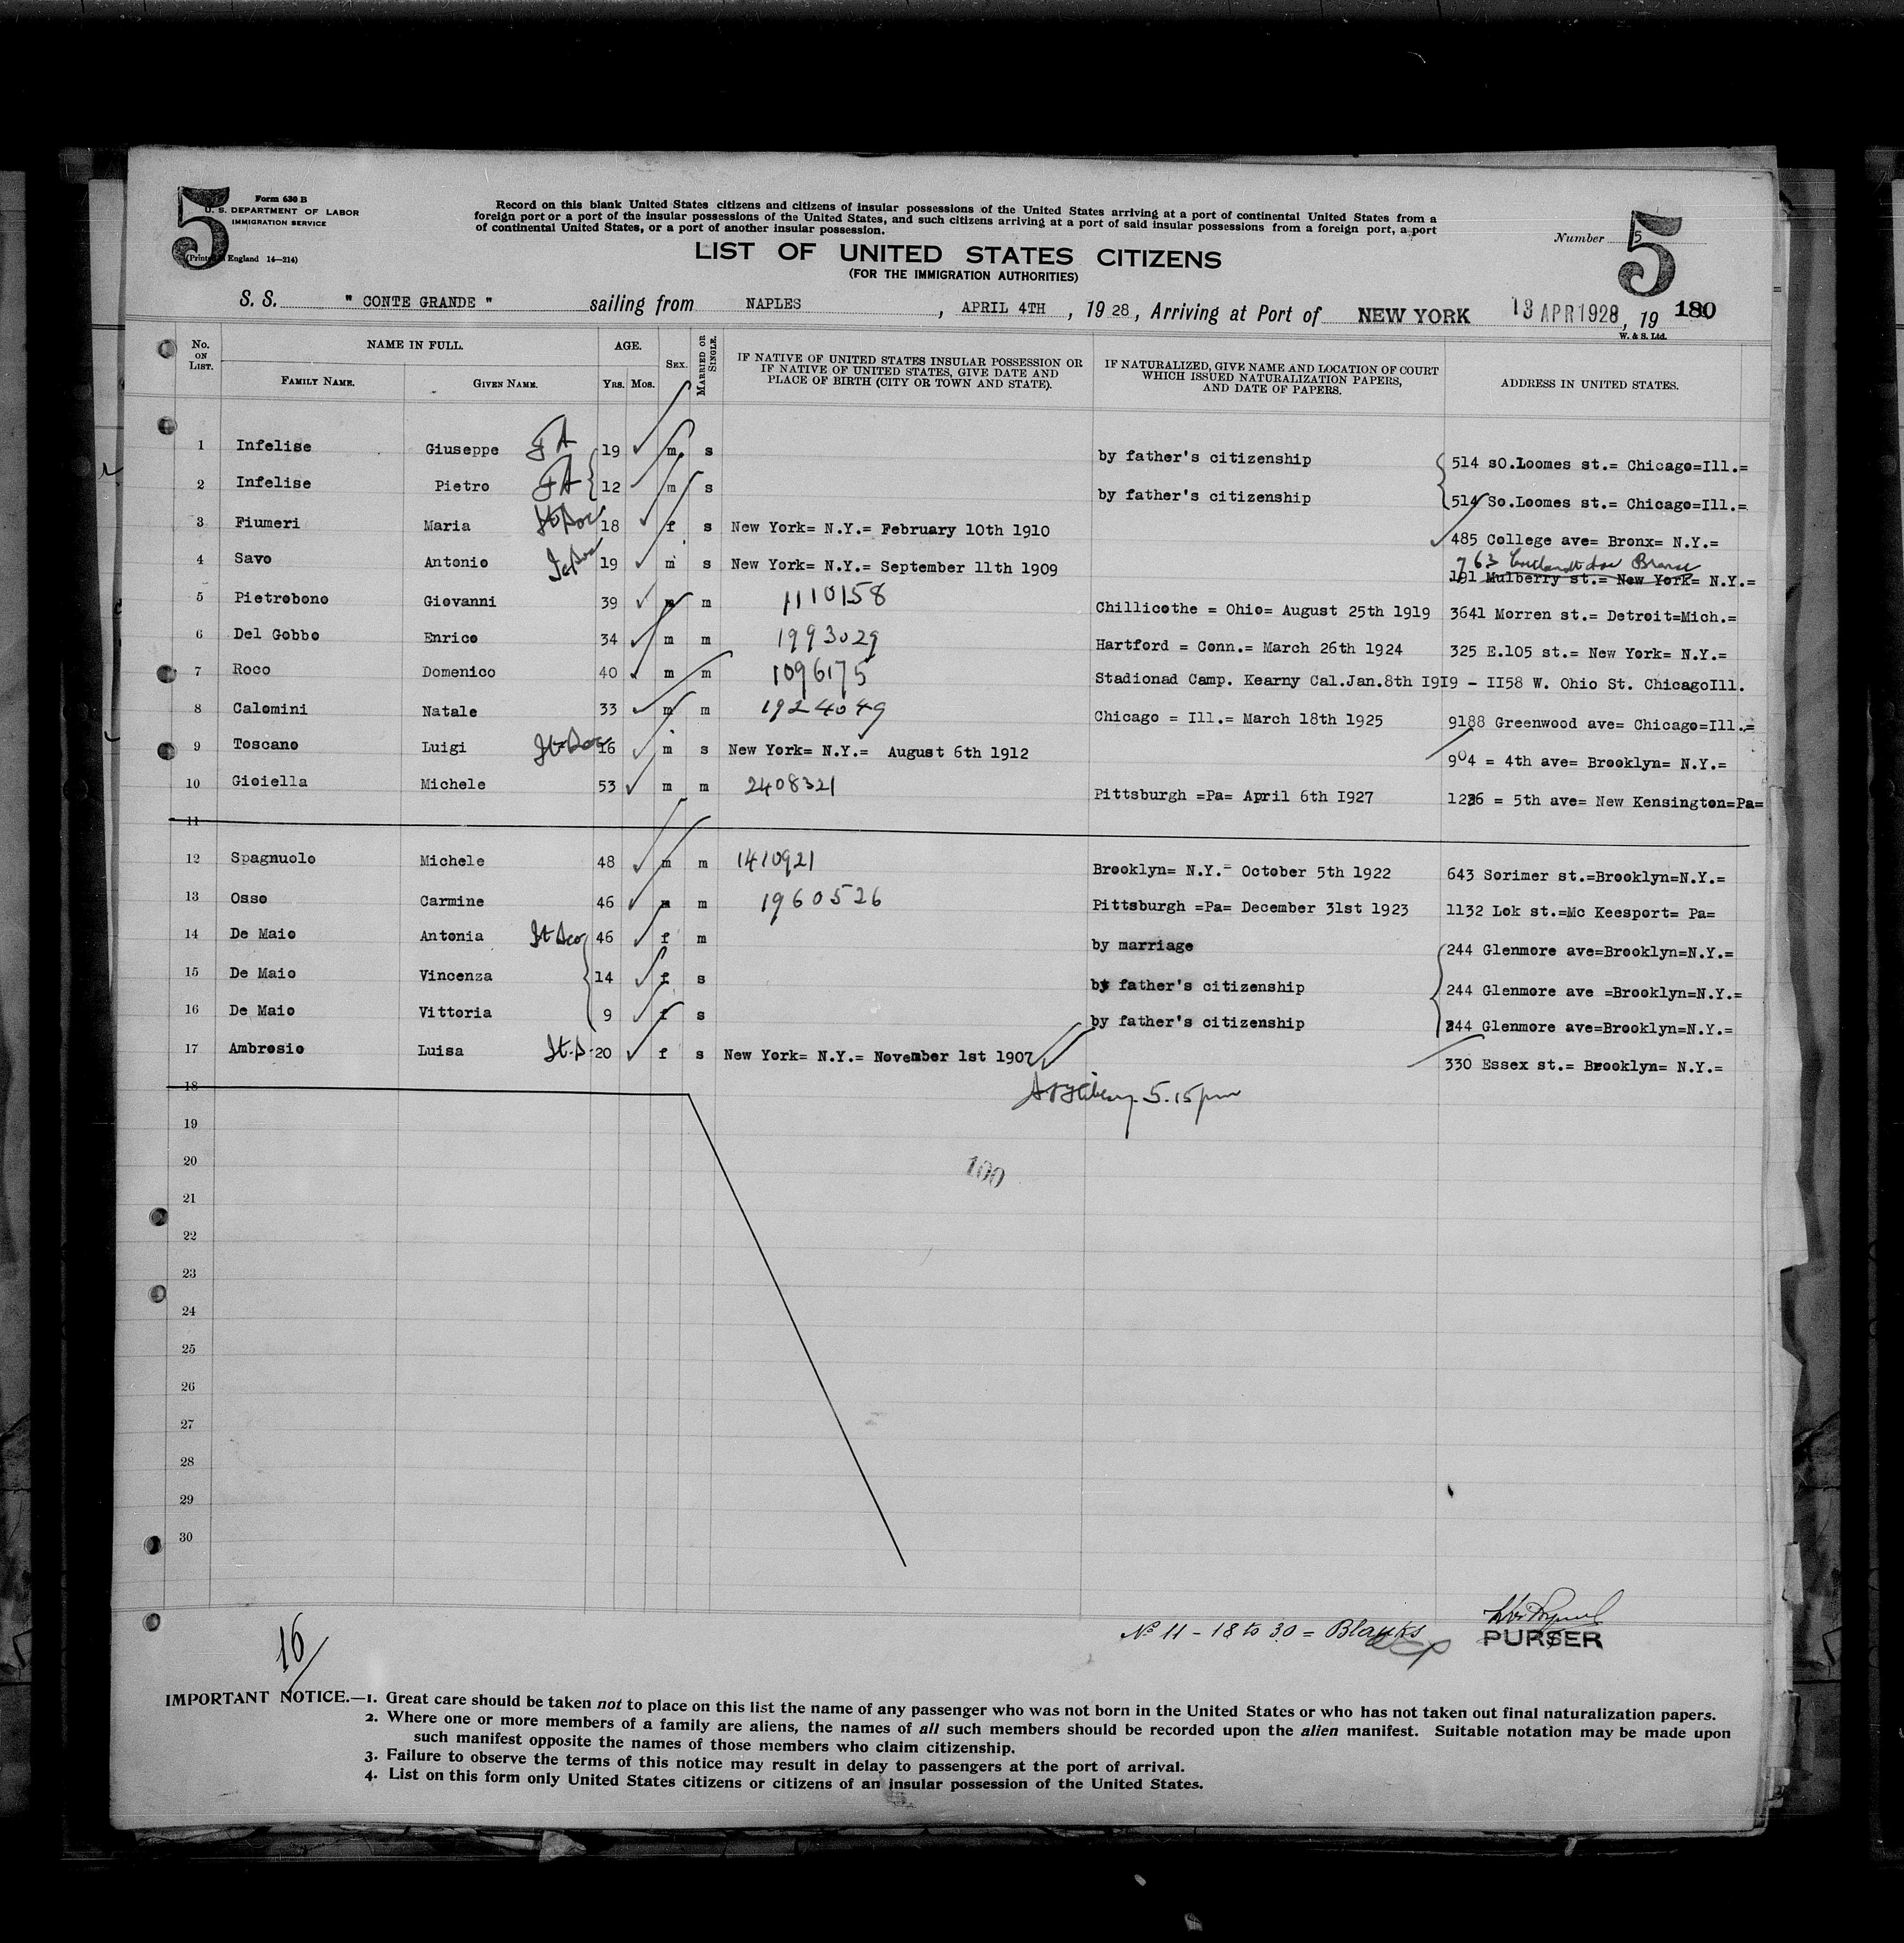 5
Form 630 B
U. S. DEPARTMENT OF LABOR
IMMIGRATION SERVICE
England 14—214)
Record on this blank United States citizens and citizens of insular possessions of the United States arriving at a port of continental United States from a
foreign port or a port of the insular possessions of the United States, and such citizens arriving at a port of said insular possessions from a foreign port, a port
of continental United States, or a port of another insular possession.
LIST OF UNITED STATES CITIZENS
(FOR THE IMMIGRATION AUTHORITIES)
Number 5
5
S. S. " CONTE GRANDE " sailing from NAPLES , APRIL 4TH , 19 28 , Arriving at Port of NEW YORK 13 APR 1928 , 19 180
W. & S. Ltd.
No. ON LIST. NAME IN FULL. AGE. SEX. MARRIED OR SINGLE. IF NATIVE OF UNITED STATES INSULAR POSSESSION OR IF NATIVE OF UNITED STATES, GIVE DATE AND PLACE OF BIRTH (CITY OR TOWN AND STATE). IF NATURALIZED, GIVE NAME AND LOCATION OF COURT WHICH ISSUED NATURALIZATION PAPERS, AND DATE OF PAPERS. ADDRESS IN UNITED STATES.
FAMILY NAME. GIVEN NAME. YRS. MOS.
1 Infelise Giuseppe FA 19 m s by father's citizenship 514 sO.Loomes st.= Chicago=Ill.=
2 Infelise Pietro FA 12 m s by father's citizenship 514 So.Loomes st.= Chicago=Ill.=
3 Fiumeri Maria 18 f s New York= N.Y.= February 10th 1910 485 College ave= Bronx= N.Y.=
4 Savo Antonio 19 m s New York= N.Y.= September 11th 1909 763 Bronx
191 Mulberry st.= New York= N.Y.=
5 Pietrobono Giovanni 39 m m 1110158 Chillicothe = Ohio= August 25th 1919 3641 Morren st.= Detroit=Mich.=
6 Del Gobbo Enrico 34 m m 1993029 Hartford = Conn.= March 26th 1924 325 E.105 st.= New York= N.Y.=
7 Roco Domenico 40 m m 1096175 Stadionad Camp. Kearny Cal.Jan.8th I9I9 - II58 W. Ohio St. ChicagoIll.
8 Calomini Natale 33 m m 1924049 Chicago = Ill.= March 18th 1925 9188 Greenwood ave= Chicago=Ill.=
9 Toscano Luigi 16 m s New York= N.Y.= August 6th 1912 904 = 4th ave= Brooklyn= N.Y.=
10 Gioiella Michele 53 m m 2408321 Pittsburgh =Pa= April 6th I927 1226 = 5th ave= New Kensington=Pa=
11
12 Spagnuolo Michele 48 m m 1410921 Brooklyn= N.Y.= October 5th 1922 643 Sorimer st.=Brooklyn=N.Y.=
13 Osso Carmine 46 m m 1960526 Pittsburgh =Pa= December 31st 1923 1132 Lok st.=Mc Keesport= Pa=
14 De Maio Antonia 46 f m by marriage 244 Glenmore ave=Brooklyn=N.Y.=
15 De Maio Vincenza 14 f s by father's citizenship 244 Glenmore ave =Brooklyn=N.Y.=
16 De Maio Vittoria 9 f s by father's citizenship 244 Glenmore ave=Brooklyn=N.Y.=
17 Ambrosio Luisa St.D. 20 f s New York= N.Y.= November 1st 1907 330 Essex st.= Brooklyn= N.Y.=
18
5.15 pm
19
20
100
21
22
23
24
25
26
27
28
29
30
No 11 - 18 to 30 = Blanks
PURSER
16
IMPORTANT NOTICE.—1. Great care should be taken not to place on this list the name of any passenger who was not born in the United States or who has not taken out final naturalization papers.
2. Where one or more members of a family are aliens, the names of all such members should be recorded upon the alien manifest. Suitable notation may be made upon
such manifest opposite the names of those members who claim citizenship.
3. Failure to observe the terms of this notice may result in delay to passengers at the port of arrival.
4. List on this form only United States citizens or citizens of an insular possession of the United States.